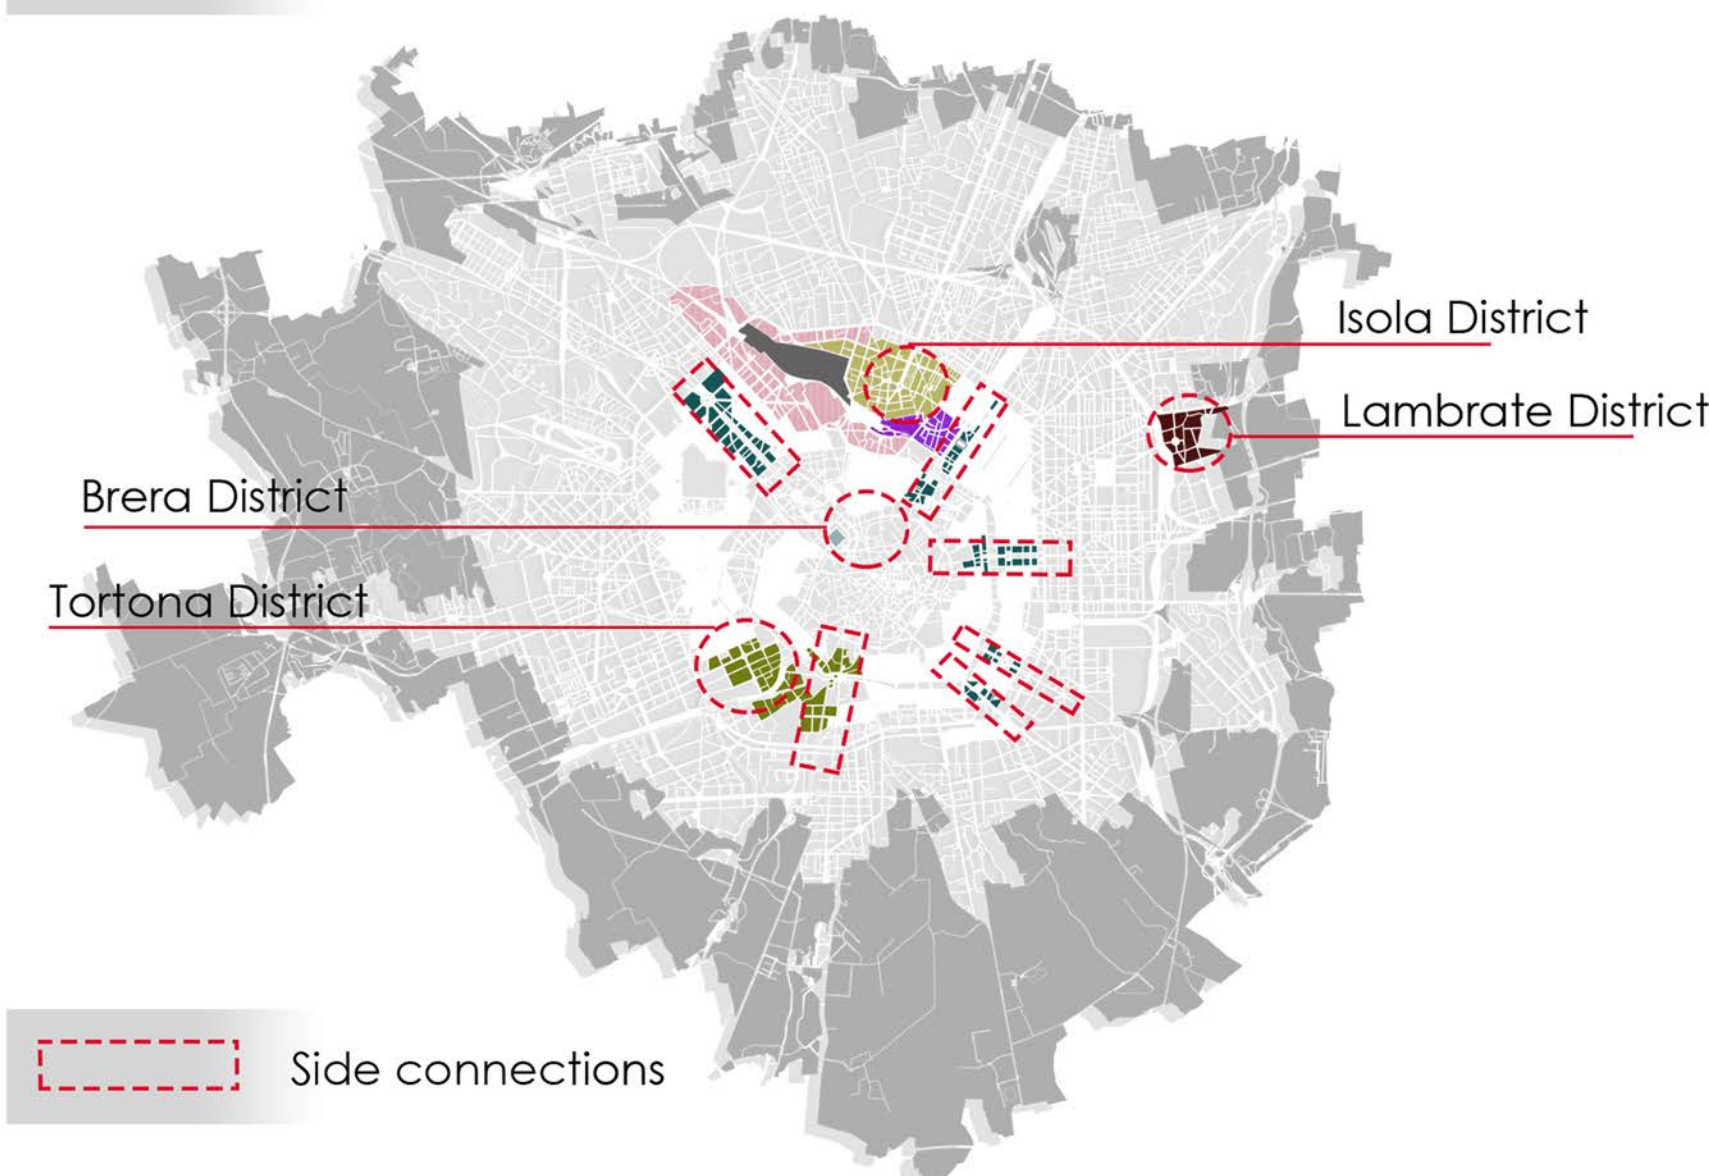 Isola District
Lambrate District
Brera District
Tortona District
Side connections